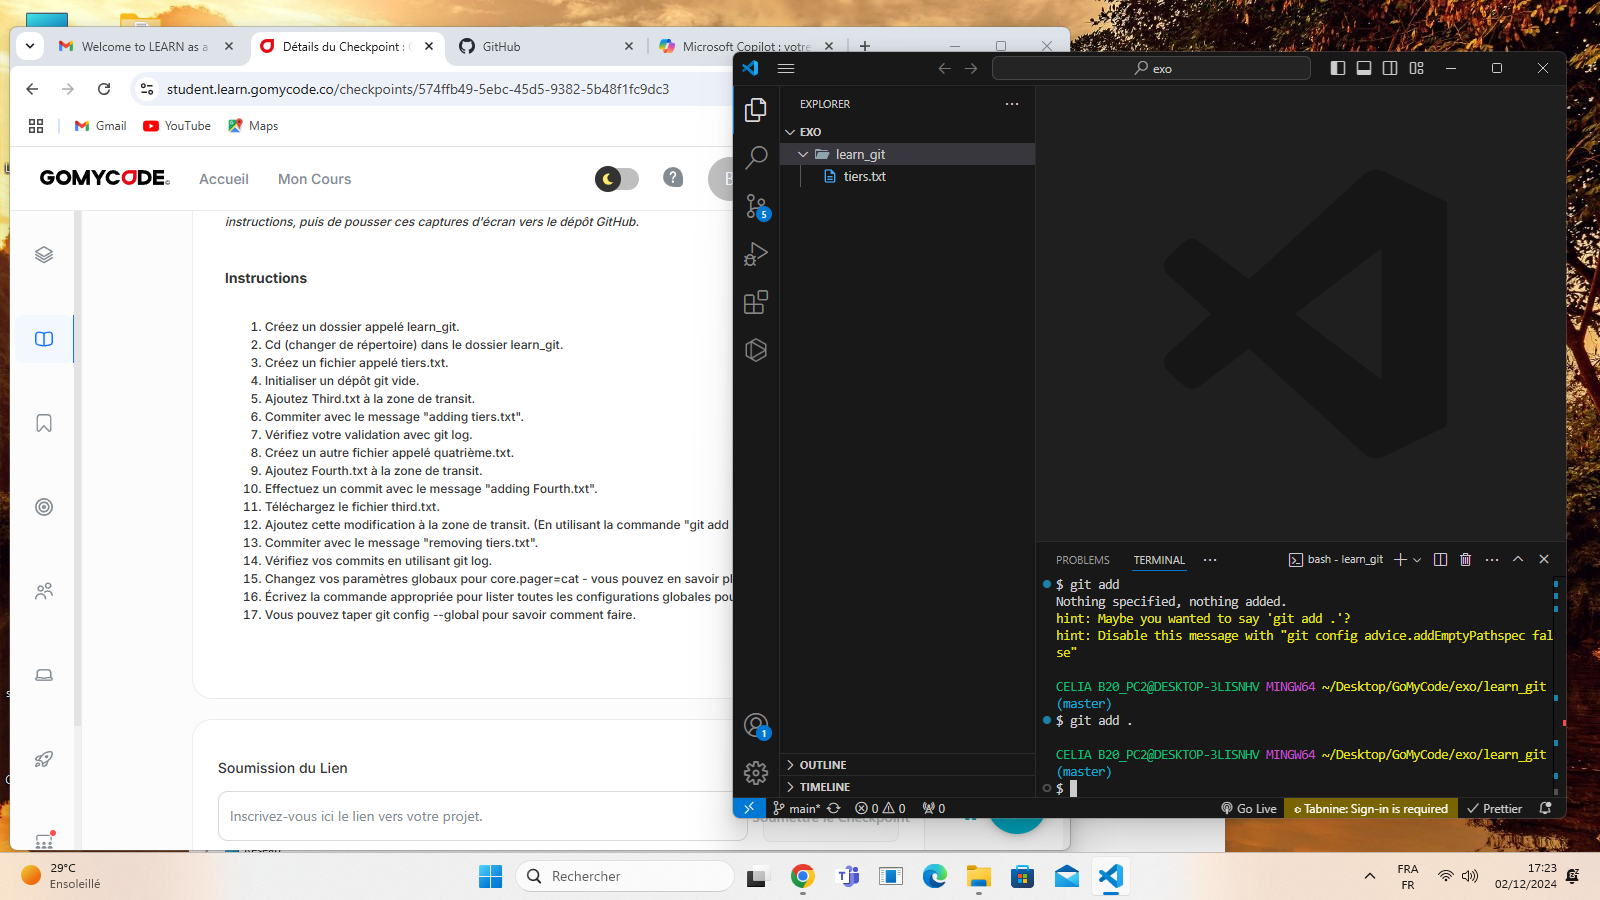 Welcome to LEARN as a
Détails du Checkpoint :
GitHub
Microsoft Copilot : votre
student.learn.gomycode.co/checkpoints/574ffb49-5ebc-45d5-9382-5b48f1fc9dc3
Gmail
YouTube
Maps
GOMYCODE
Accueil
Mon Cours
B
instructions, puis de pousser ces captures d'écran vers le dépôt GitHub.
Instructions
1. Créez un dossier appelé learn_git.
2. Cd (changer de répertoire) dans le dossier learn_git.
3. Créez un fichier appelé tiers.txt.
4. Initialiser un dépôt git vide.
5. Ajoutez Third.txt à la zone de transit.
6. Commiter avec le message "adding tiers.txt".
7. Vérifiez votre validation avec git log.
8. Créez un autre fichier appelé quatrième.txt.
9. Ajoutez Fourth.txt à la zone de transit.
10. Effectuez un commit avec le message "adding Fourth.txt".
11. Téléchargez le fichier third.txt.
12. Ajoutez cette modification à la zone de transit. (En utilisant la commande "git add
13. Commiter avec le message "removing tiers.txt".
14. Vérifiez vos commits en utilisant git log.
15. Changez vos paramètres globaux pour core.pager=cat - vous pouvez en savoir pl
16. Écrivez la commande appropriée pour lister toutes les configurations globales pou
17. Vous pouvez taper git config --global pour savoir comment faire.
Soumission du Lien
Inscrivez-vous ici le lien vers votre projet.
Soumettre le Checkpoint
exo
EXPLORER
EXO
learn_git
tiers.txt
5
1
OUTLINE
TIMELINE
PROBLEMS
TERMINAL
bash - learn_git
$ git add
Nothing specified, nothing added.
hint: Maybe you wanted to say 'git add .'?
hint: Disable this message with "git config advice.addEmptyPathspec fal
se"
CELIA B20_PC2@DESKTOP-3LISNHV MINGW64 ~/Desktop/GoMyCode/exo/learn_git
(master)
$ git add .
CELIA B20_PC2@DESKTOP-3LISNHV MINGW64 ~/Desktop/GoMyCode/exo/learn_git
(master)
$
main*
0
0
0
Go Live
Tabnine: Sign-in is required
Prettier
29°C
Ensoleillé
Rechercher
FRA
FR
17:23
02/12/2024